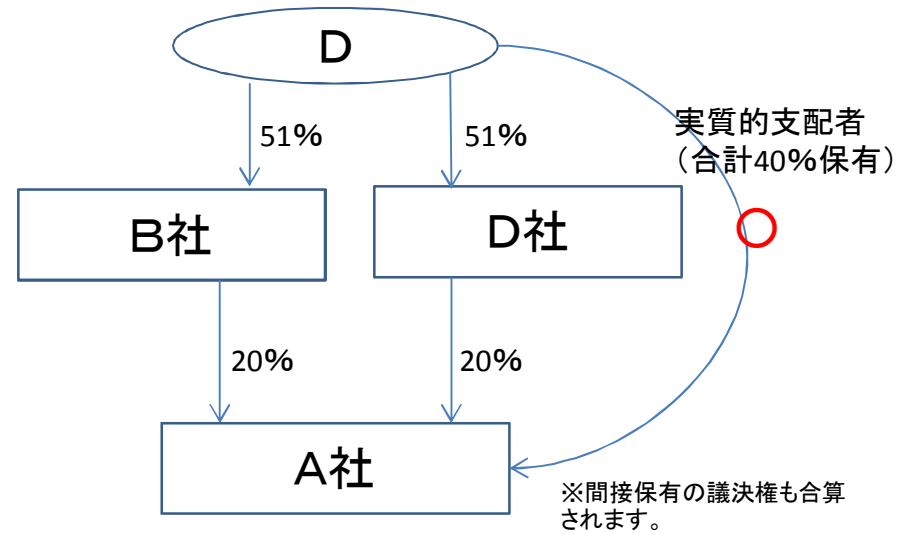 D
51%
51%
実質的支配者
（合計40%保有）
B社
D社
20%
20%
A社
※間接保有の議決権も合算
されます。